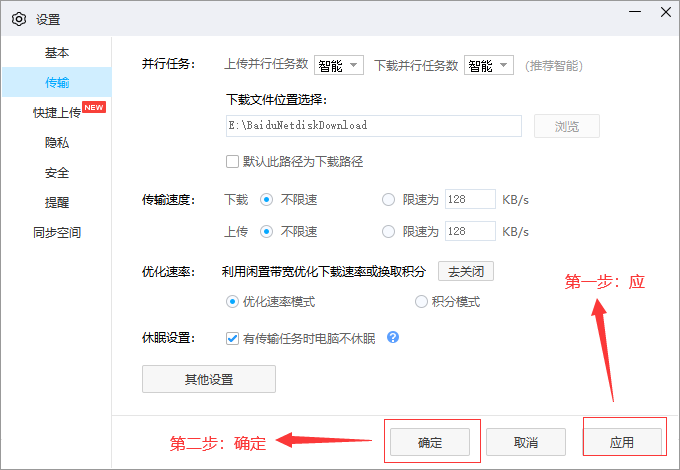 设置
基本
传输
快捷上传 NEW
隐私
安全
提醒
同步空间
并行任务： 上传并行任务数 智能 下载并行任务数 智能 (推荐智能)
下载文件位置选择：
E:\BaiduNetdiskDownload 浏览
默认此路径为下载路径
传输速度： 下载 不限速 限速为 128 KB/s
上传 不限速 限速为 128 KB/s
优化速率： 利用闲置带宽优化下载速率或换取积分 去关闭
第一步：应
优化速率模式 积分模式
休眠设置： 有传输任务时电脑不休眠 ?
其他设置
第二步：确定 确定 取消 应用